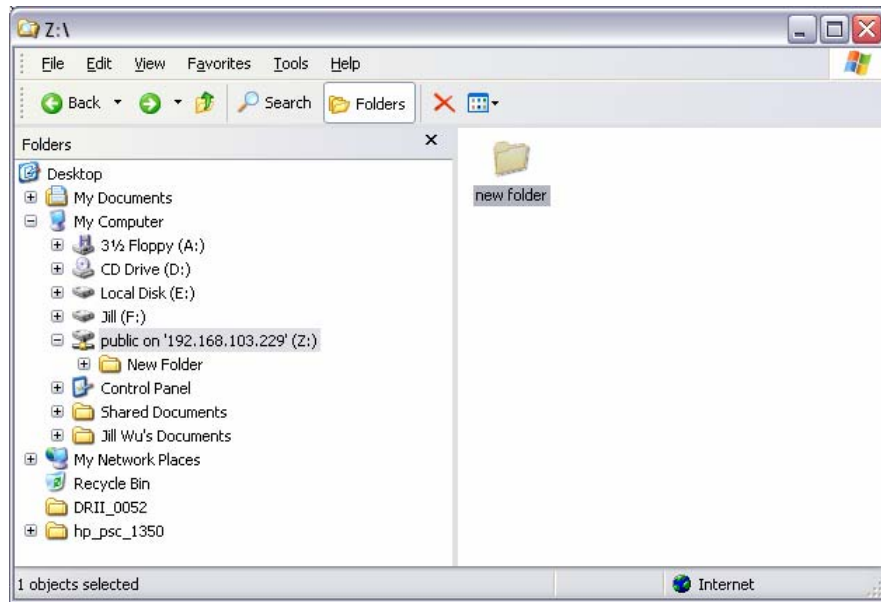 Z:\
File Edit View Favorites Tools Help
Back Search Folders
Folders x
Desktop
My Documents
My Computer
3½ Floppy (A:)
CD Drive (D:)
Local Disk (E:)
Jill (F:)
public on '192.168.103.229' (Z:)
New Folder
Control Panel
Shared Documents
Jill Wu's Documents
My Network Places
Recycle Bin
DRII_0052
hp_psc_1350
new folder
1 objects selected Internet